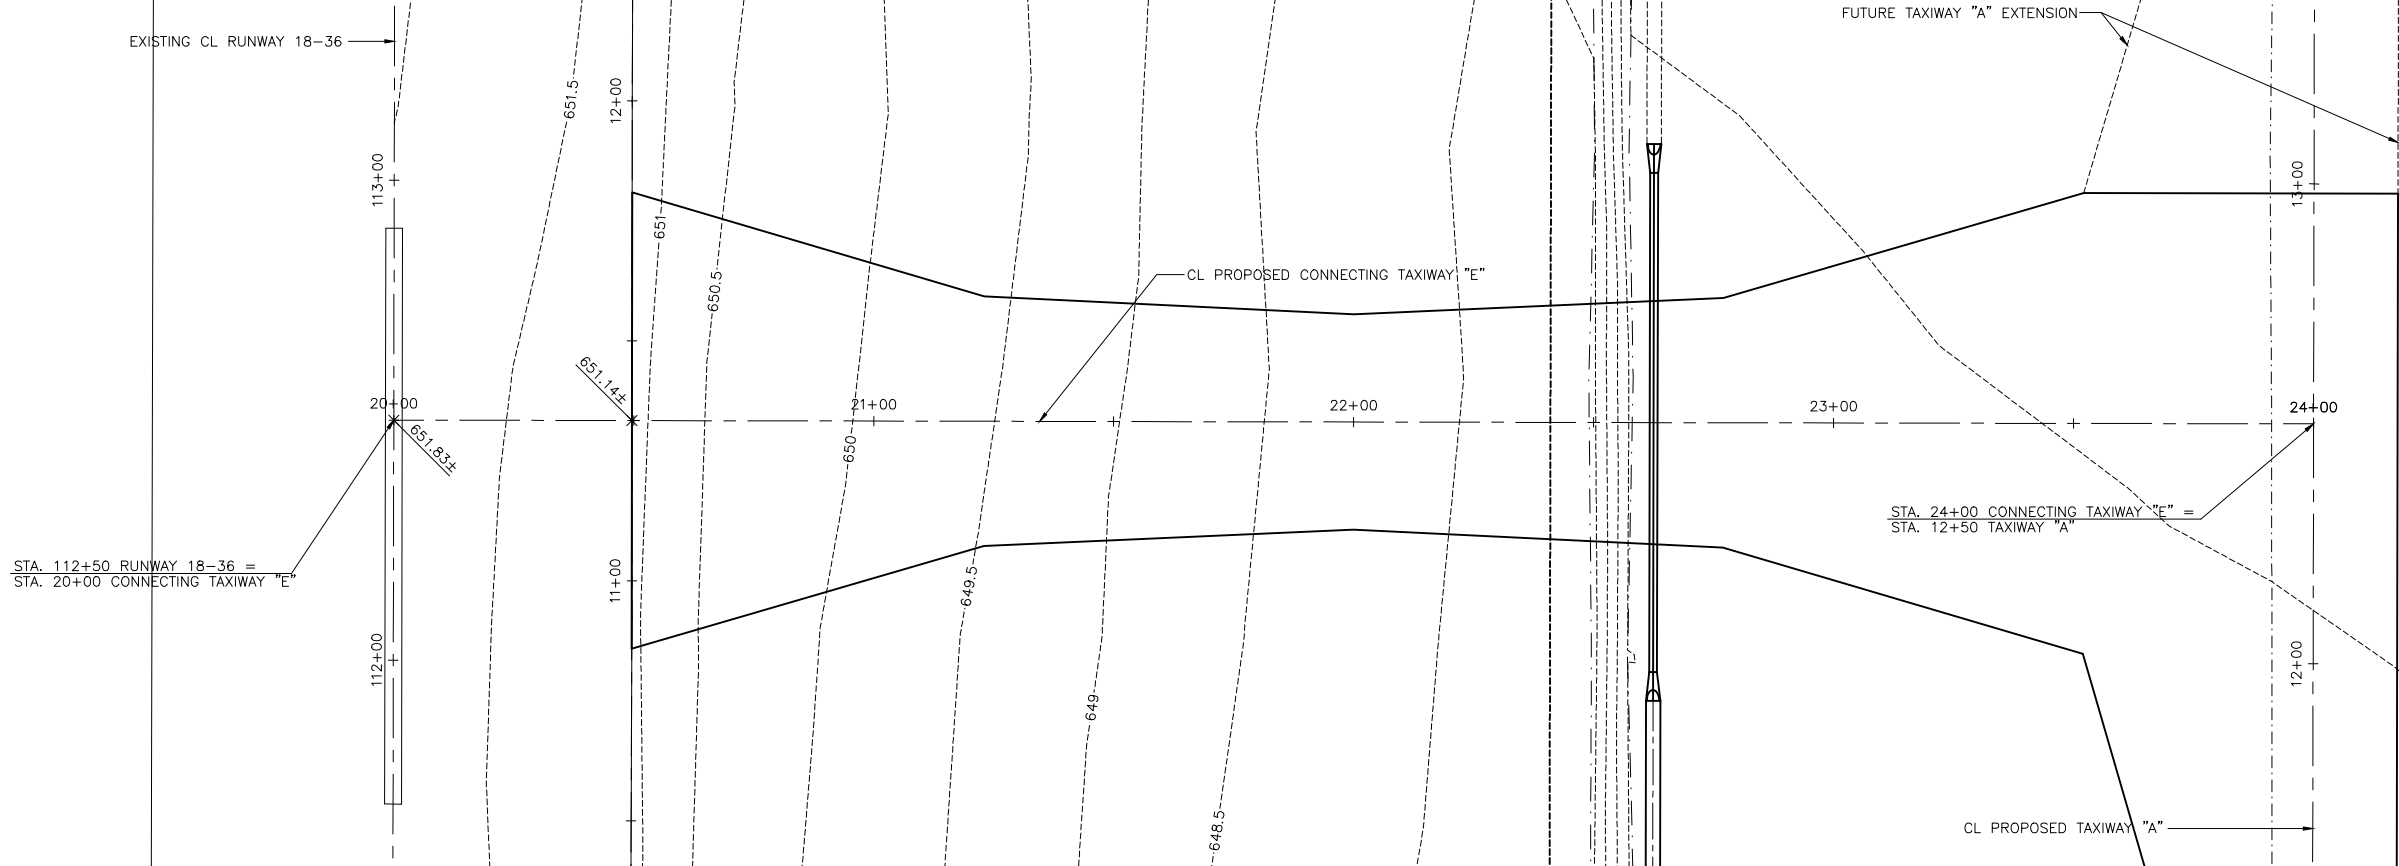 FUTURE TAXIWAY "A" EXTENSION
EXISTING CL RUNWAY 18-36
651.5
12+00
113+00
13+00
651
650.5
CL PROPOSED CONNECTING TAXIWAY "E"
651.14±
20+00
21+00
22+00
23+00
24+00
651.83±
650
STA. 24+00 CONNECTING TAXIWAY "E" =
STA. 12+50 TAXIWAY "A"
STA. 112+50 RUNWAY 18-36 =
STA. 20+00 CONNECTING TAXIWAY "E"
11+00
649.5
112+00
12+00
649
648.5
CL PROPOSED TAXIWAY "A"